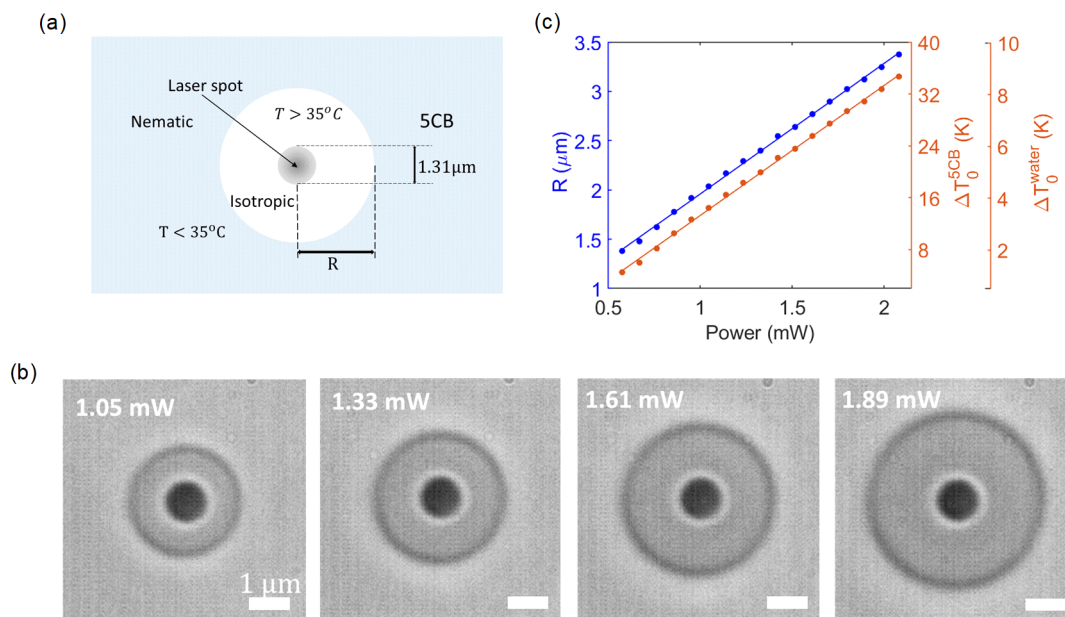 (a)
Laser spot
Nematic
T > 35°C
5CB
1.31μm
Isotropic
T < 35°C
R
(c)
3.5
3
2.5
2
1.5
1
R (μm)
0.5
1
1.5
2
Power (mW)
40
32
24
16
8
ΔT₀^5CB (K)
10
8
6
4
2
ΔT₀^water (K)
(b)
1.05 mW
1.33 mW
1.61 mW
1.89 mW
1 μm